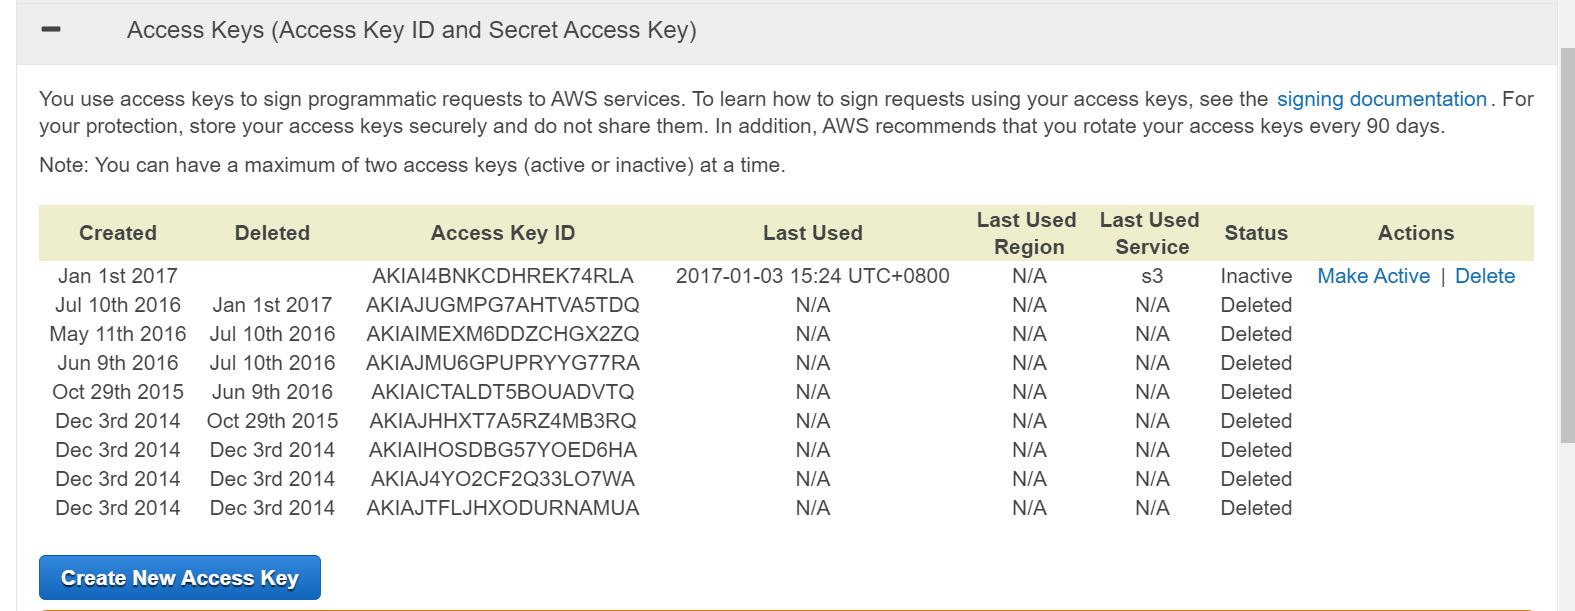 Access Keys (Access Key ID and Secret Access Key)
You use access keys to sign programmatic requests to AWS services. To learn how to sign requests using your access keys, see the signing documentation. For
your protection, store your access keys securely and do not share them. In addition, AWS recommends that you rotate your access keys every 90 days.
Note: You can have a maximum of two access keys (active or inactive) at a time.
Created Deleted Access Key ID Last Used Last Used Region Last Used Service Status Actions
Jan 1st 2017 AKIAI4BNKCDHREK74RLA 2017-01-03 15:24 UTC+0800 N/A s3 Inactive Make Active | Delete
Jul 10th 2016 Jan 1st 2017 AKIAJUGMPG7AHTVA5TDQ N/A N/A N/A Deleted
May 11th 2016 Jul 10th 2016 AKIAIMEXM6DDZCHGX2ZQ N/A N/A N/A Deleted
Jun 9th 2016 Jul 10th 2016 AKIAJMU6GPUPRYYG77RA N/A N/A N/A Deleted
Oct 29th 2015 Jun 9th 2016 AKIAICTALDT5BOUADVTQ N/A N/A N/A Deleted
Dec 3rd 2014 Oct 29th 2015 AKIAJHHXT7A5RZ4MB3RQ N/A N/A N/A Deleted
Dec 3rd 2014 Dec 3rd 2014 AKIAIHOSDBG57YOED6HA N/A N/A N/A Deleted
Dec 3rd 2014 Dec 3rd 2014 AKIAJ4YO2CF2Q33LO7WA N/A N/A N/A Deleted
Dec 3rd 2014 Dec 3rd 2014 AKIAJTFLJHXODURNAMUA N/A N/A N/A Deleted
Create New Access Key